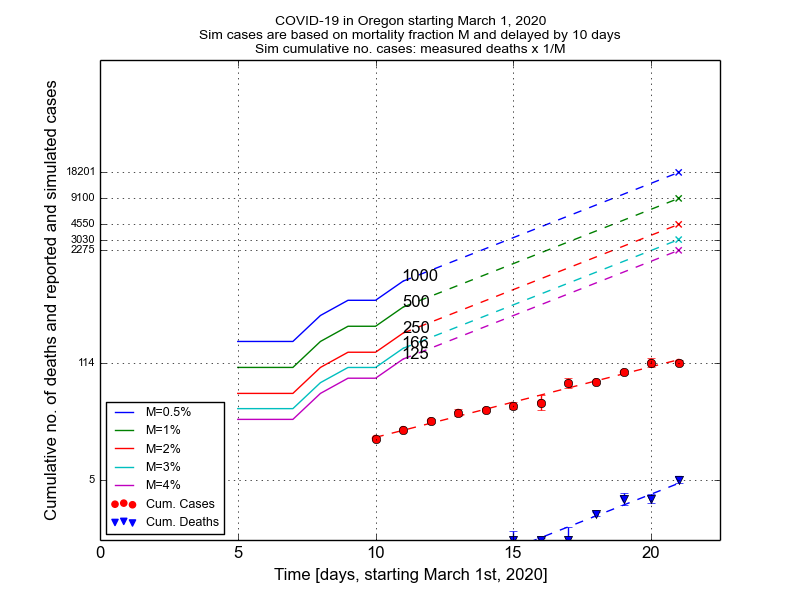 COVID-19 in Oregon starting March 1, 2020
Sim cases are based on mortality fraction M and delayed by 10 days
Sim cumulative no. cases: measured deaths x 1/M
Cumulative no. of deaths and reported and simulated cases
18201
9100
4550
3030
2275
114
5
1000
500
250
166
125
M=0.5%
M=1%
M=2%
M=3%
M=4%
Cum. Cases
Cum. Deaths
0 5 10 15 20
Time [days, starting March 1st, 2020]